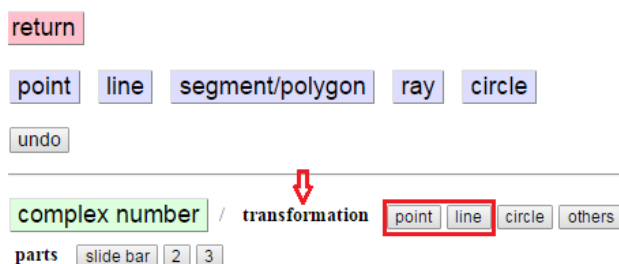 return
point line segment/polygon ray circle
undo
complex number / transformation point line circle others
parts slide bar 2 3